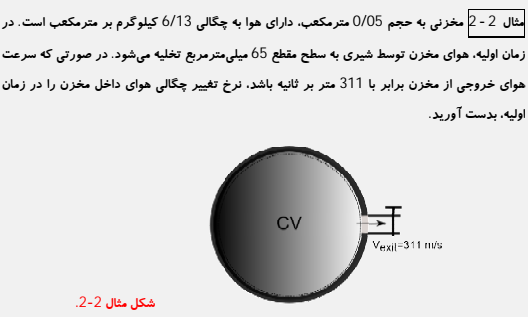 مثال 2 - 2 مخزنی به حجم 0/05 مترمکعب، دارای هوا به چگالی 6/13 کیلوگرم بر مترمکعب است. در
زمان اولیه، هوای مخزن توسط شیری به سطح مقطع 65 میلی‌مترمربع تخلیه می‌شود. در صورتی که سرعت
هوای خروجی از مخزن برابر با 311 متر بر ثانیه باشد، نرخ تغییر چگالی هوای داخل مخزن را در زمان
اولیه، بدست آورید.
CV
Vexil=311 m/s
شکل مثال 2-2.